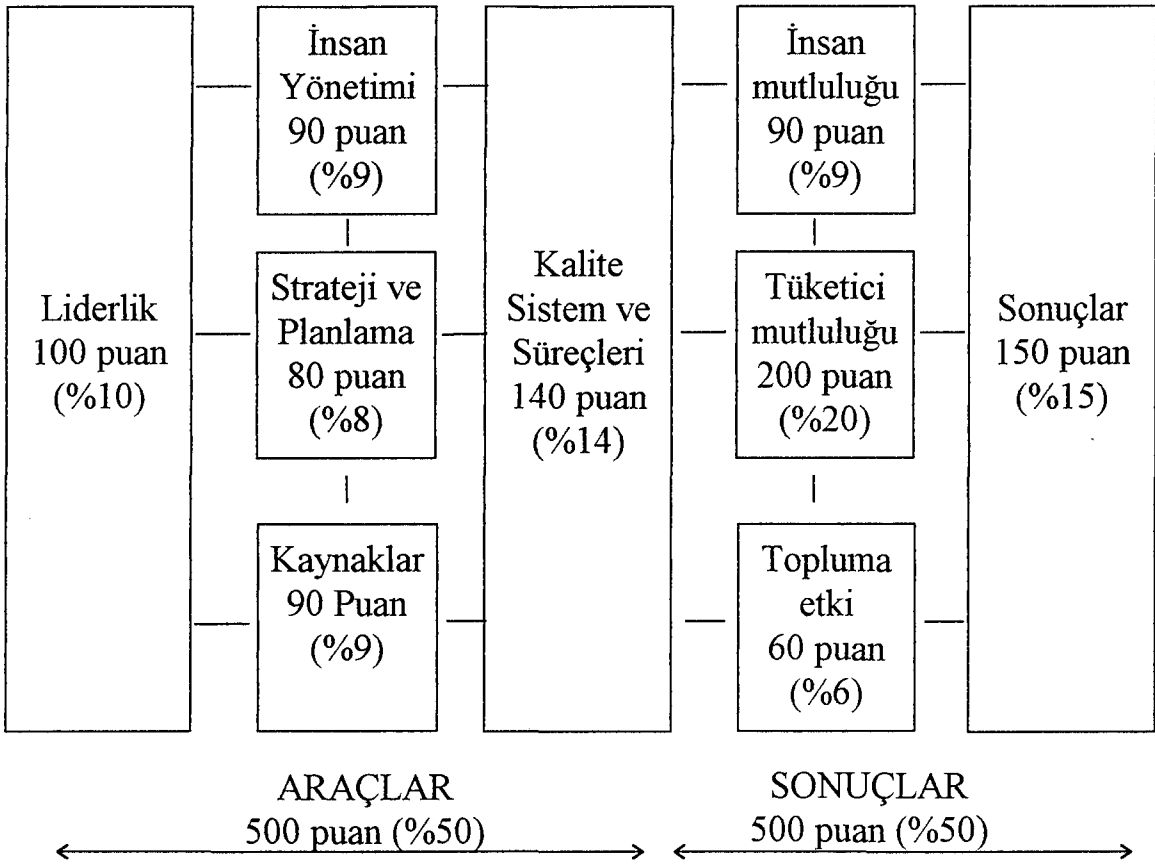 Liderlik
100 puan
(%10)
İnsan
Yönetimi
90 puan
(%9)
Strateji ve
Planlama
80 puan
(%8)
Kaynaklar
90 Puan
(%9)
Kalite
Sistem ve
Süreçleri
140 puan
(%14)
İnsan
mutluluğu
90 puan
(%9)
Tüketici
mutluluğu
200 puan
(%20)
Topluma
etki
60 puan
(%6)
Sonuçlar
150 puan
(%15)
ARAÇLAR
500 puan (%50)
SONUÇLAR
500 puan (%50)